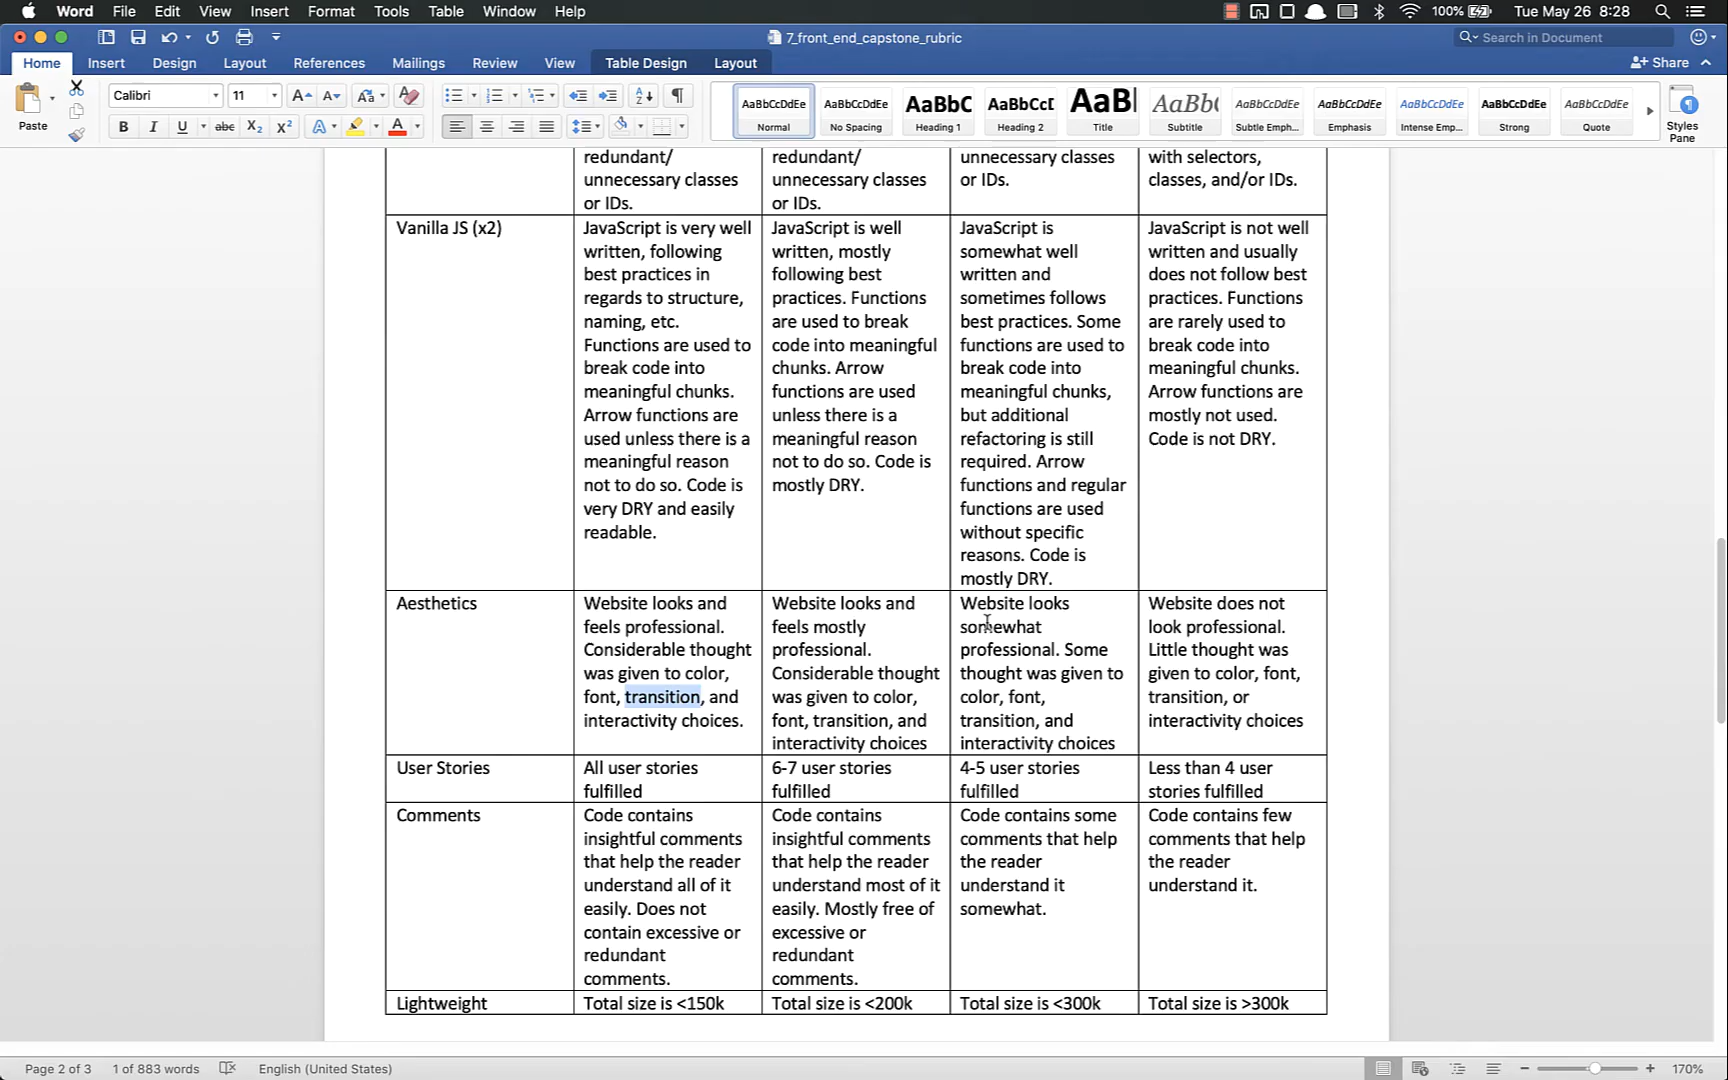 Word File Edit View Insert Format Tools Table Window Help 100% Tue May 26 8:28
7_front_end_capstone_rubric
Search in Document
Home Insert Design Layout References Mailings Review View Table Design Layout Share
Paste
Calibri 11
AaBbCcDdEe AaBbCcDdEe AaBbC AaBbCcD AaB AaBbC AaBbCcDdEe AaBbCcDdEe AaBbCcDdEe AaBbCcDdEe AaBbCcDdEe
Normal No Spacing Heading 1 Heading 2 Title Subtitle Subtle Emph... Emphasis Intense Emp... Strong Quote
Styles
Pane
redundant/
unnecessary classes
or IDs.
redundant/
unnecessary classes
or IDs.
unnecessary classes
or IDs.
with selectors,
classes, and/or IDs.
Vanilla JS (x2)
JavaScript is very well
written, following
best practices in
regards to structure,
naming, etc.
Functions are used to
break code into
meaningful chunks.
Arrow functions are
used unless there is a
meaningful reason
not to do so. Code is
very DRY and easily
readable.
JavaScript is well
written, mostly
following best
practices. Functions
are used to break
code into meaningful
chunks. Arrow
functions are used
unless there is a
meaningful reason
not to do so. Code is
mostly DRY.
JavaScript is
somewhat well
written and
sometimes follows
best practices. Some
functions are used to
break code into
meaningful chunks,
but additional
refactoring is still
required. Arrow
functions and regular
functions are used
without specific
reasons. Code is
mostly DRY.
JavaScript is not well
written and usually
does not follow best
practices. Functions
are rarely used to
break code into
meaningful chunks.
Arrow functions are
mostly not used.
Code is not DRY.
Aesthetics
Website looks and
feels professional.
Considerable thought
was given to color,
font, transition, and
interactivity choices.
Website looks and
feels mostly
professional.
Considerable thought
was given to color,
font, transition, and
interactivity choices
Website looks
somewhat
professional. Some
thought was given to
color, font,
transition, and
interactivity choices
Website does not
look professional.
Little thought was
given to color, font,
transition, or
interactivity choices
User Stories
All user stories
fulfilled
6-7 user stories
fulfilled
4-5 user stories
fulfilled
Less than 4 user
stories fulfilled
Comments
Code contains
insightful comments
that help the reader
understand all of it
easily. Does not
contain excessive or
redundant
comments.
Code contains
insightful comments
that help the reader
understand most of it
easily. Mostly free of
excessive or
redundant
comments.
Code contains some
comments that help
the reader
understand it
somewhat.
Code contains few
comments that help
the reader
understand it.
Lightweight
Total size is <150k
Total size is <200k
Total size is <300k
Total size is >300k
Page 2 of 3 1 of 883 words English (United States) 170%